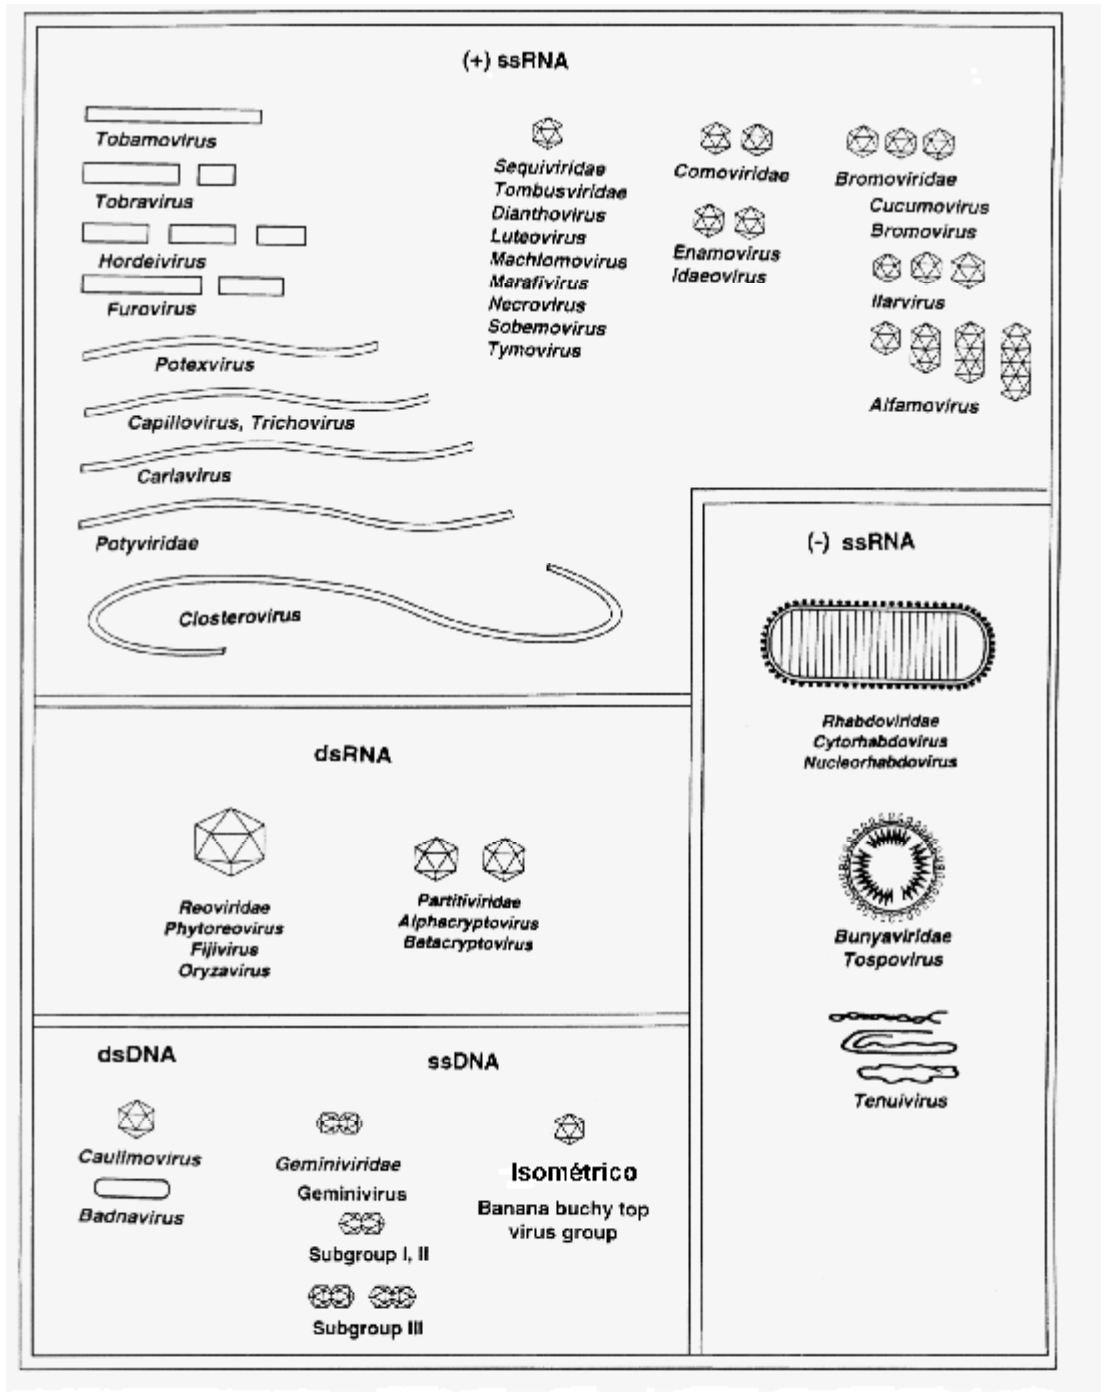 (+) ssRNA
Tobamovirus
Tobravirus
Hordeivirus
Furovirus
Potexvirus
Capillovirus, Trichovirus
Carlavirus
Potyviridae
Closterovirus
Sequiviridae
Tombusviridae
Dianthovirus
Luteovirus
Machlomovirus
Marafivirus
Necrovirus
Sobemovirus
Tymovirus
Comoviridae
Enamovirus
Idaeovirus
Bromoviridae
Cucumovirus
Bromovirus
Ilarvirus
Alfamovirus
(-) ssRNA
Rhabdoviridae
Cytorhabdovirus
Nucleorhabdovirus
Bunyaviridae
Tospovirus
Tenuivirus
dsRNA
Reoviridae
Phytoreovirus
Fijivirus
Oryzavirus
Partitiviridae
Alphacryptovirus
Betacryptovirus
dsDNA
Caulimovirus
Badnavirus
ssDNA
Geminiviridae
Geminivirus
Subgroup I, II
Subgroup III
Isométrico
Banana buchy top
virus group